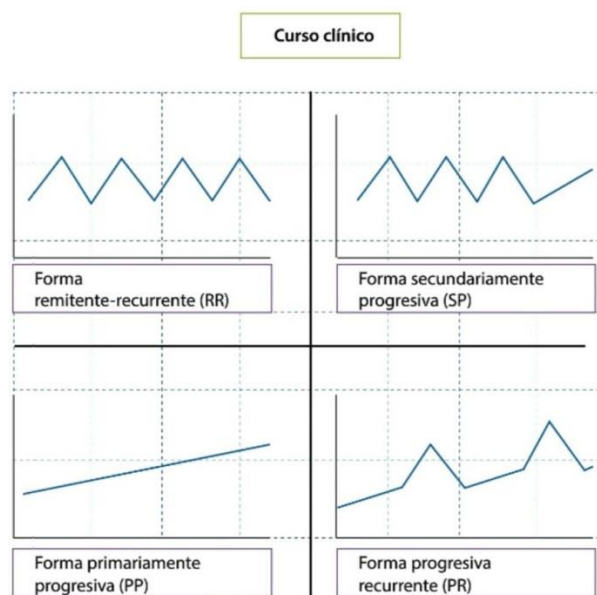 Curso clínico
Forma
remitente-recurrente (RR)
Forma secundariamente
progresiva (SP)
Forma primariamente
progresiva (PP)
Forma progresiva
recurrente (PR)